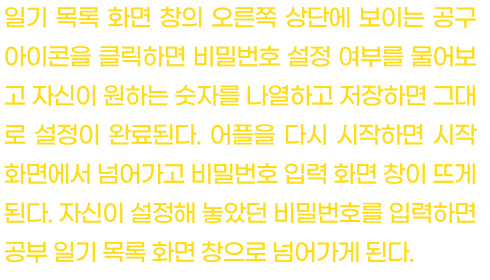 일기 목록 화면 창의 오른쪽 상단에 보이는 공구
아이콘을 클릭하면 비밀번호 설정 여부를 물어보
고 자신이 원하는 숫자를 나열하고 저장하면 그대
로 설정이 완료된다. 어플을 다시 시작하면 시작
화면에서 넘어가고 비밀번호 입력 화면 창이 뜨게
된다. 자신이 설정해 놓았던 비밀번호를 입력하면
공부 일기 목록 화면 창으로 넘어가게 된다.